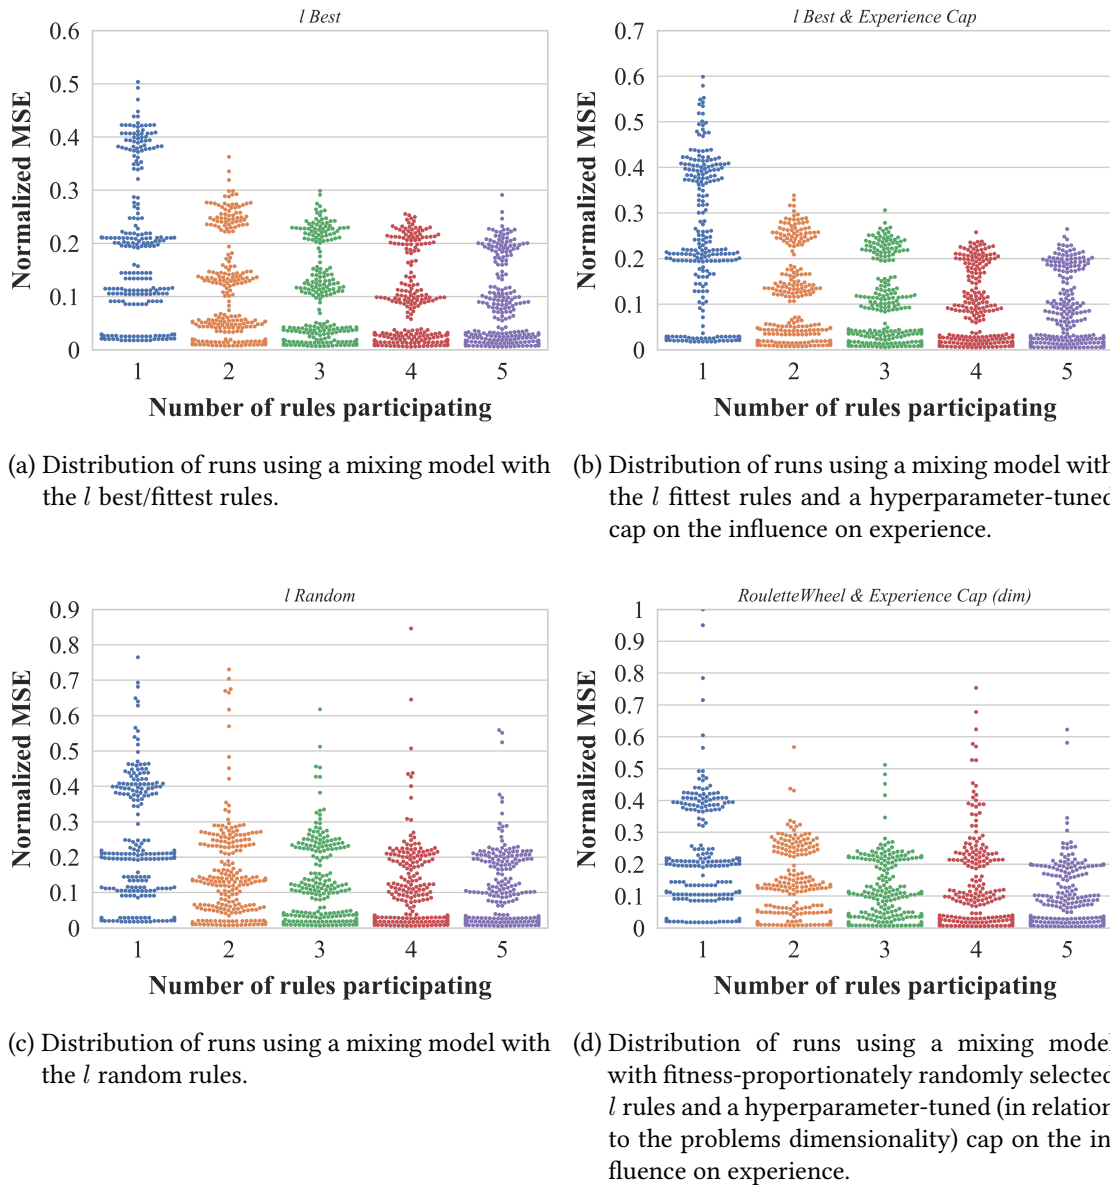 l Best
0.6
0.5
0.4
0.3
0.2
0.1
0
Normalized MSE
1 2 3 4 5
Number of rules participating
(a) Distribution of runs using a mixing model with
the l best/fittest rules.
l Best & Experience Cap
0.7
0.6
0.5
0.4
0.3
0.2
0.1
0
Normalized MSE
1 2 3 4 5
Number of rules participating
(b) Distribution of runs using a mixing model with
the l fittest rules and a hyperparameter-tuned
cap on the influence on experience.
l Random
0.9
0.8
0.7
0.6
0.5
0.4
0.3
0.2
0.1
0
Normalized MSE
1 2 3 4 5
Number of rules participating
(c) Distribution of runs using a mixing model with
the l random rules.
RouletteWheel & Experience Cap (dim)
1
0.9
0.8
0.7
0.6
0.5
0.4
0.3
0.2
0.1
0
Normalized MSE
1 2 3 4 5
Number of rules participating
(d) Distribution of runs using a mixing model
with fitness-proportionately randomly selected
l rules and a hyperparameter-tuned (in relation
to the problems dimensionality) cap on the in
fluence on experience.